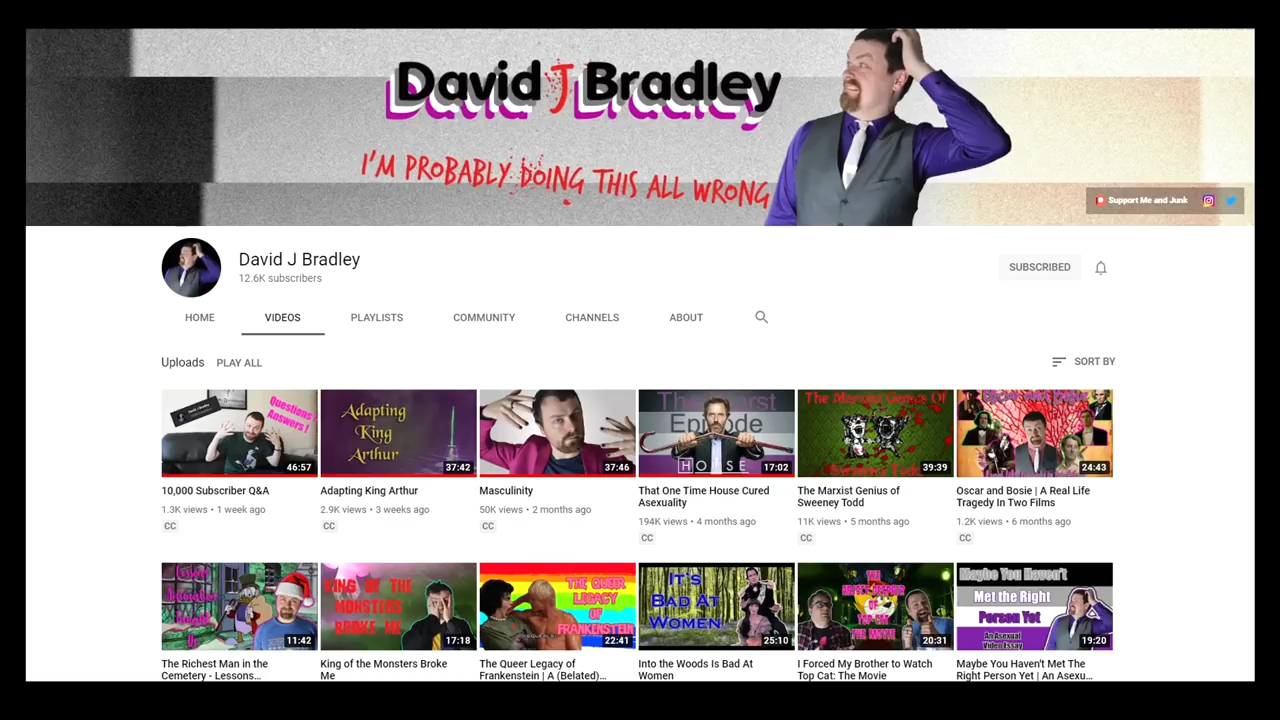 David J Bradley
I'M PROBABLY DOING THIS ALL WRONG
Support Me and Junk
David J Bradley
12.6K subscribers
SUBSCRIBED
HOME VIDEOS PLAYLISTS COMMUNITY CHANNELS ABOUT
Uploads PLAY ALL SORT BY
Questions?
Answers!
46:57
Adapting
King
Arthur
37:42
37:46
The Worst
Episode
HOUSE
17:02
The Marxist Genius Of
Sweeney Todd
39:39
24:43
10,000 Subscriber Q&A
1.3K views • 1 week ago
CC
Adapting King Arthur
2.9K views • 3 weeks ago
CC
Masculinity
50K views • 2 months ago
CC
That One Time House Cured
Asexuality
194K views • 4 months ago
CC
The Marxist Genius of
Sweeney Todd
11K views • 5 months ago
CC
Oscar and Bosie | A Real Life
Tragedy In Two Films
1.2K views • 6 months ago
CC
11:42
KING OF THE
MONSTERS
BROKE ME
17:18
THE QUEER
LEGACY
OF
FRANKENSTEIN
22:41
IT'S
BAD AT
WOMEN
25:10
20:31
Maybe You Haven't
Met the Right
Person Yet
An Asexual
Video Essay
19:20
The Richest Man in the
Cemetery - Lessons...
King of the Monsters Broke
Me
The Queer Legacy of
Frankenstein | A (Belated)...
Into the Woods Is Bad At
Women
I Forced My Brother to Watch
Top Cat: The Movie
Maybe You Haven't Met The
Right Person Yet | An Asexu...